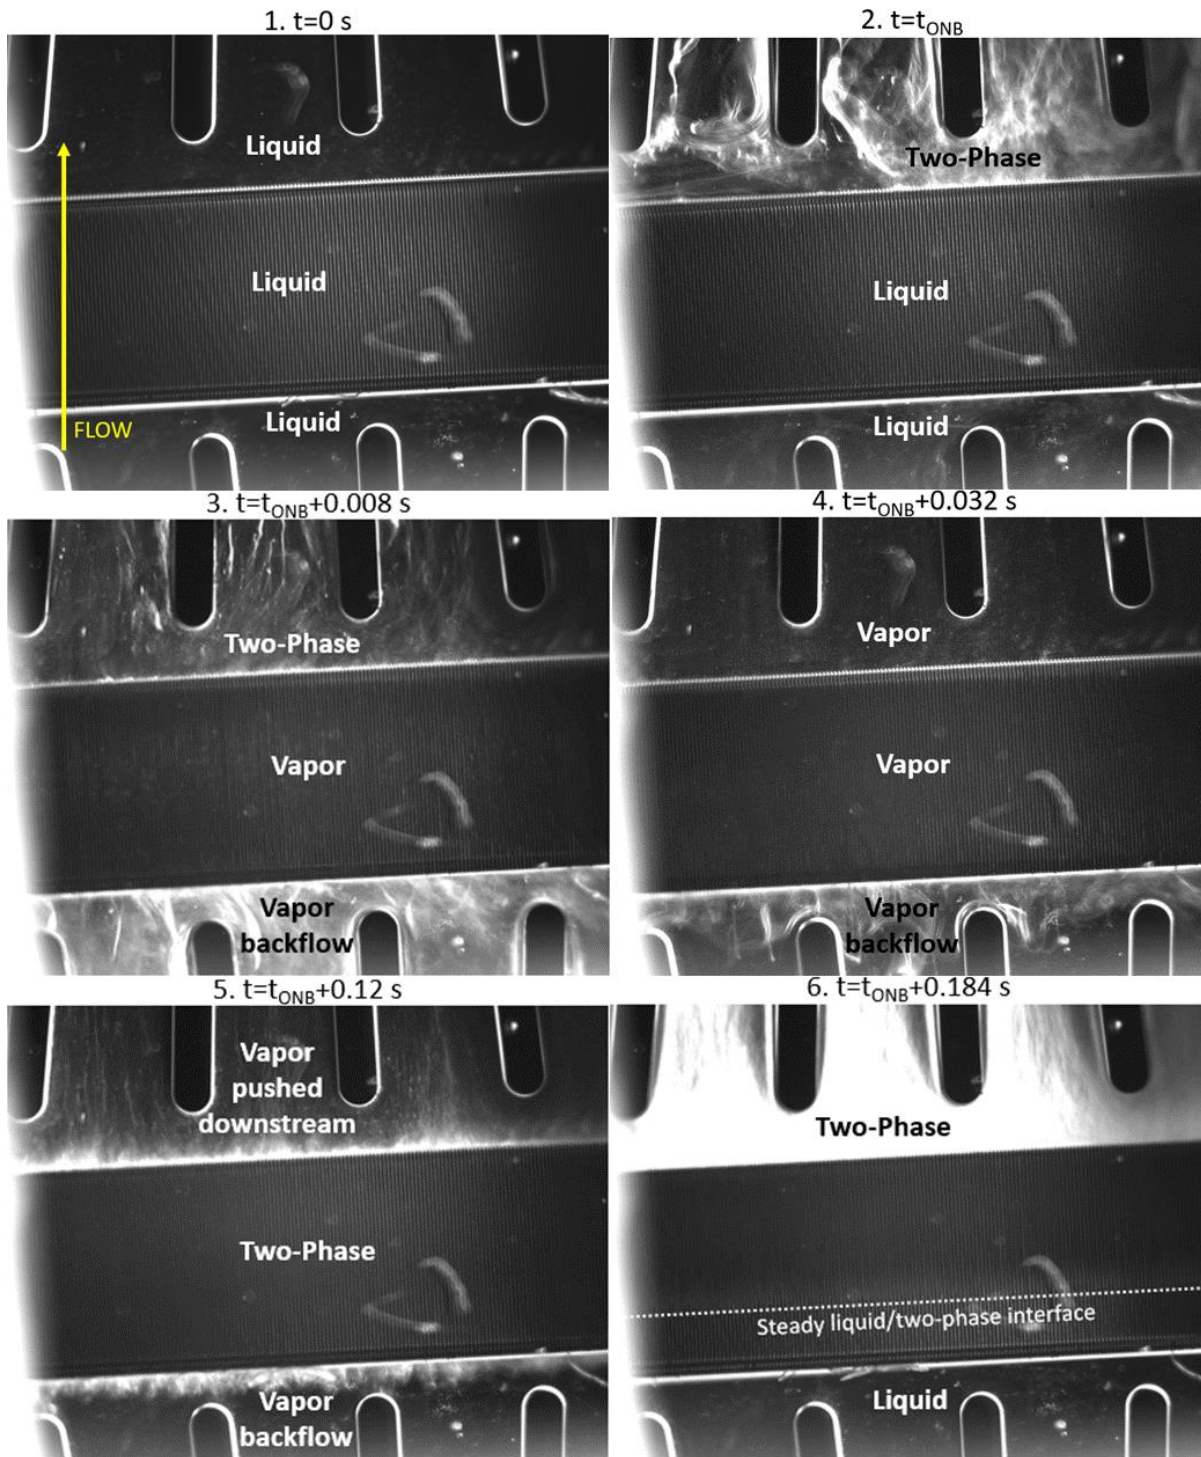 1. t=0 s
2. t=tONB
Liquid
Liquid
Liquid
FLOW
Two-Phase
Liquid
Liquid
3. t=tONB+0.008 s
4. t=tONB+0.032 s
Two-Phase
Vapor
Vapor
backflow
Vapor
Vapor
Vapor
backflow
5. t=tONB+0.12 s
6. t=tONB+0.184 s
Vapor
pushed
downstream
Two-Phase
Vapor
backflow
Two-Phase
Steady liquid/two-phase interface
Liquid